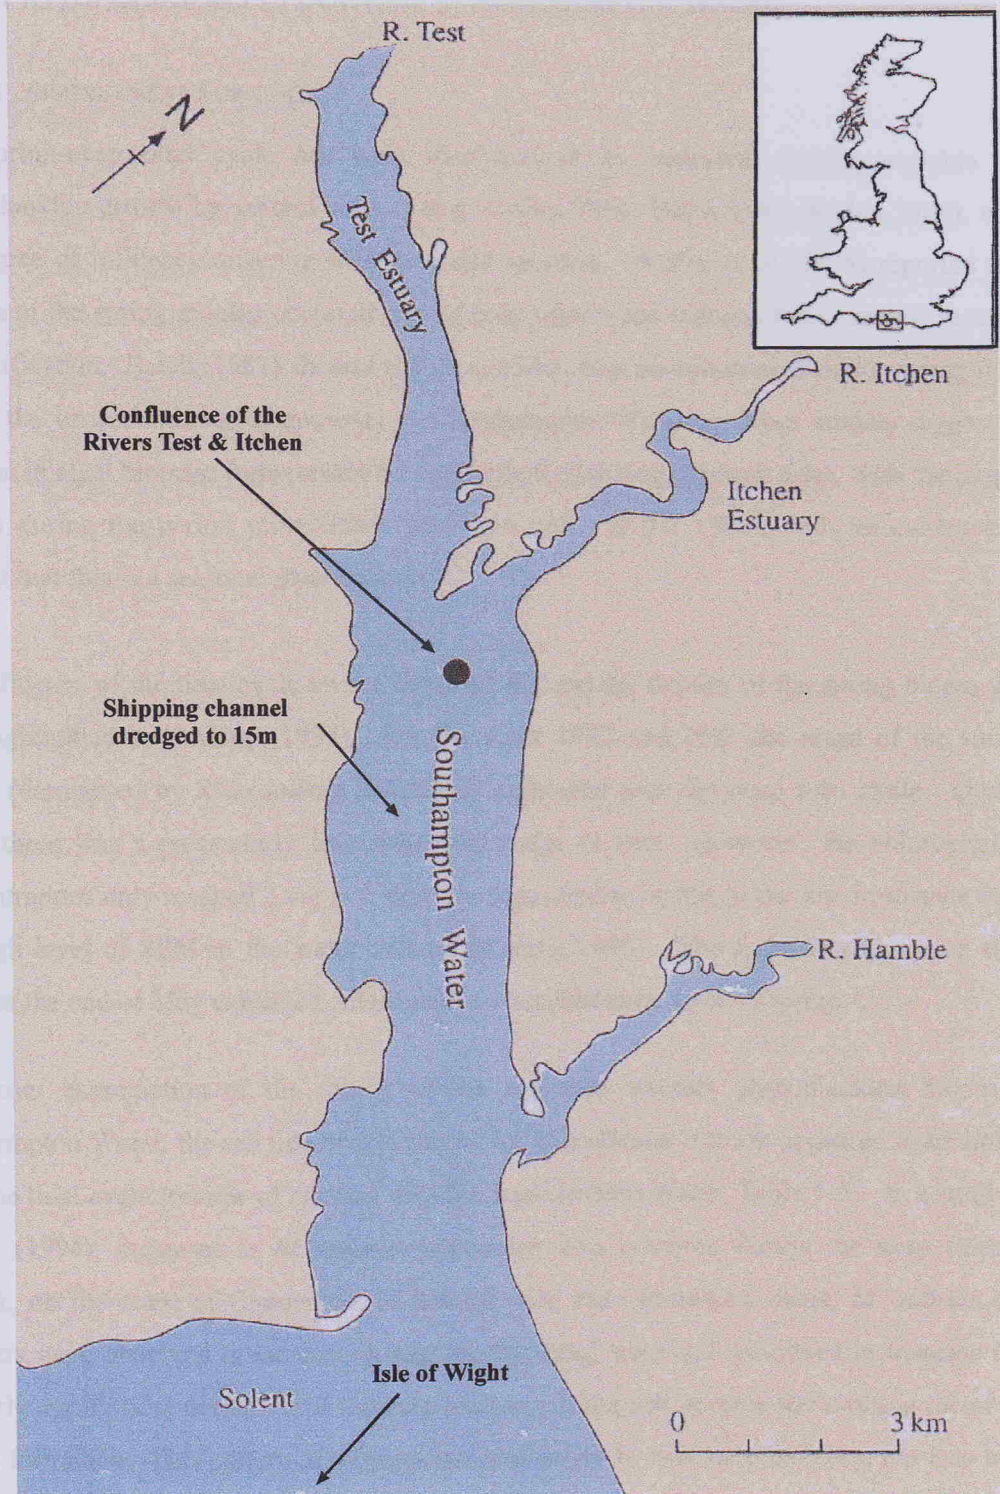 R. Test
N
Test Estuary
R. Itchen
Confluence of the
Rivers Test & Itchen
Itchen
Estuary
Shipping channel
dredged to 15m
Southampton Water
R. Hamble
Isle of Wight
Solent
0 3 km